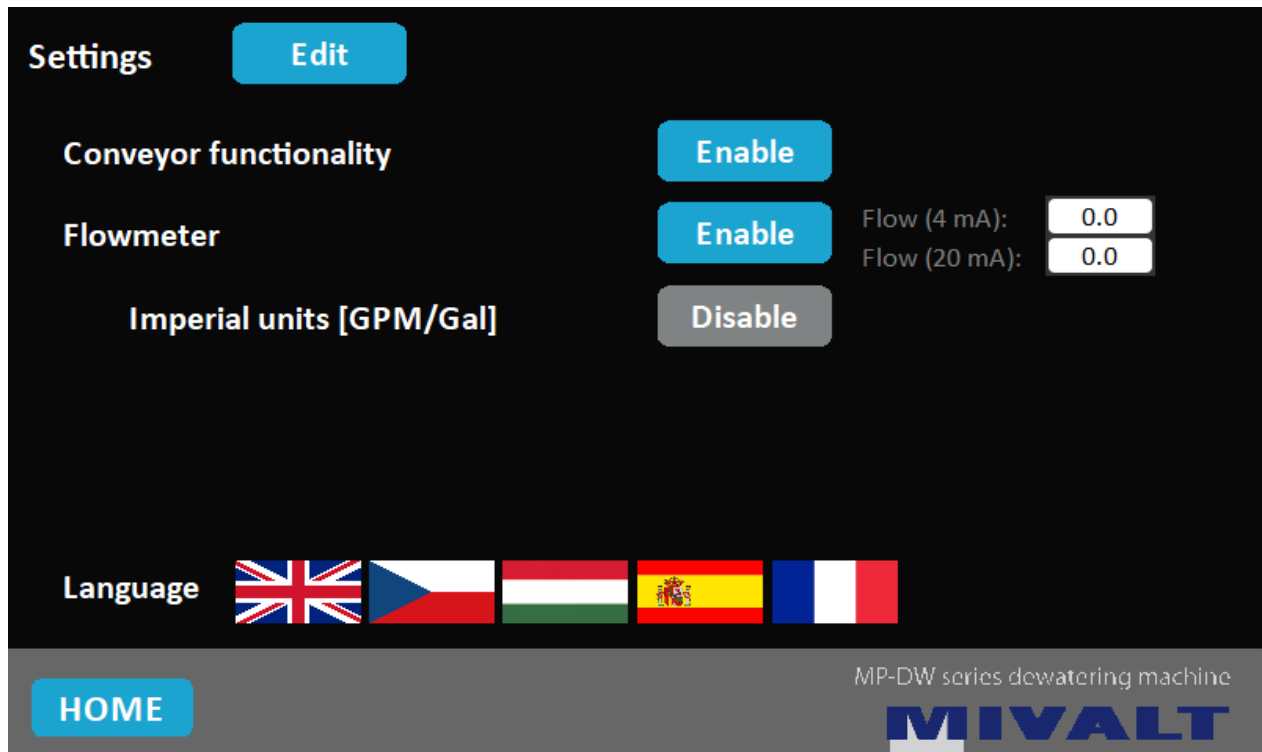 Settings Edit
Conveyor functionality Enable
Flowmeter Enable Flow (4 mA): 0.0
Flow (20 mA): 0.0
Imperial units [GPM/Gal] Disable
Language
HOME
MP-DW series dewatering machine
MIVALT